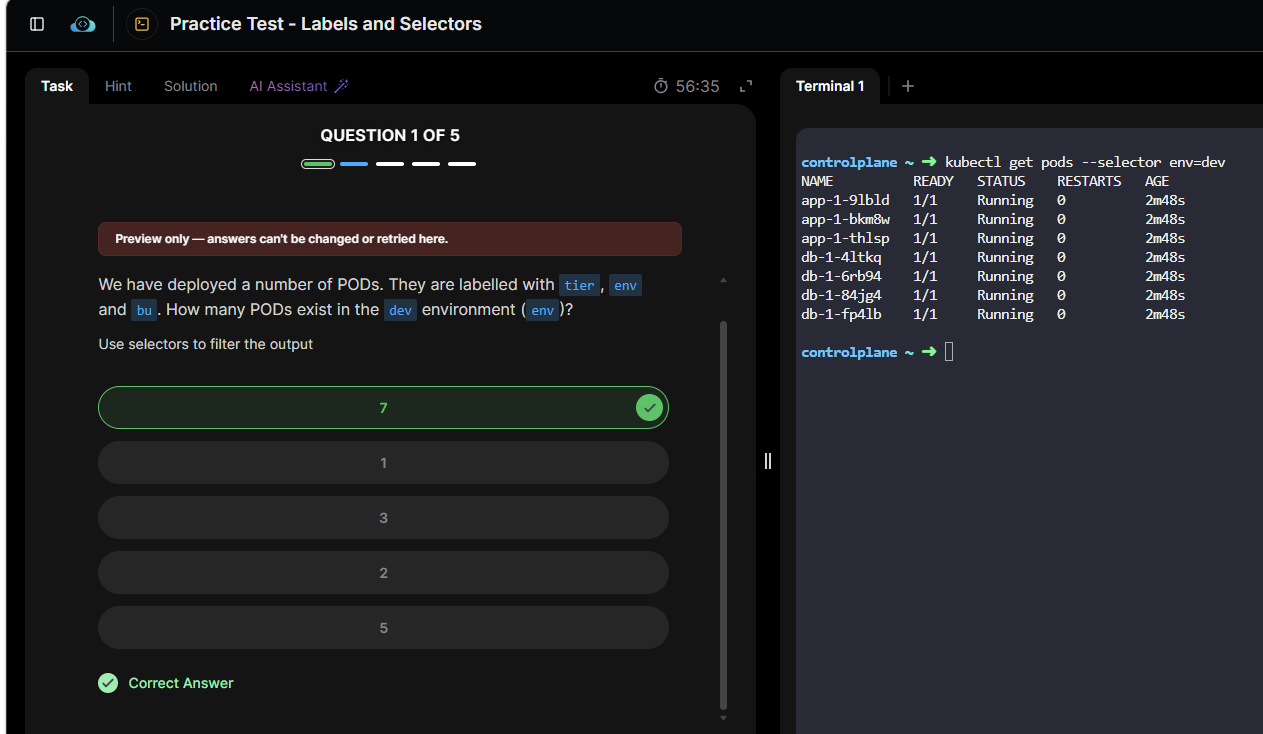 Practice Test - Labels and Selectors
Task Hint Solution AI Assistant 56:35
QUESTION 1 OF 5
Preview only — answers can't be changed or retried here.
We have deployed a number of PODs. They are labelled with tier, env
and bu. How many PODs exist in the dev environment (env)?
Use selectors to filter the output
7
1
3
2
5
Correct Answer
Terminal 1 +
controlplane ~ ➜ kubectl get pods --selector env=dev
NAME READY STATUS RESTARTS AGE
app-1-9lbld 1/1 Running 0 2m48s
app-1-bkm8w 1/1 Running 0 2m48s
app-1-thlsp 1/1 Running 0 2m48s
db-1-4ltkq 1/1 Running 0 2m48s
db-1-6rb94 1/1 Running 0 2m48s
db-1-84jg4 1/1 Running 0 2m48s
db-1-fp4lb 1/1 Running 0 2m48s
controlplane ~ ➜